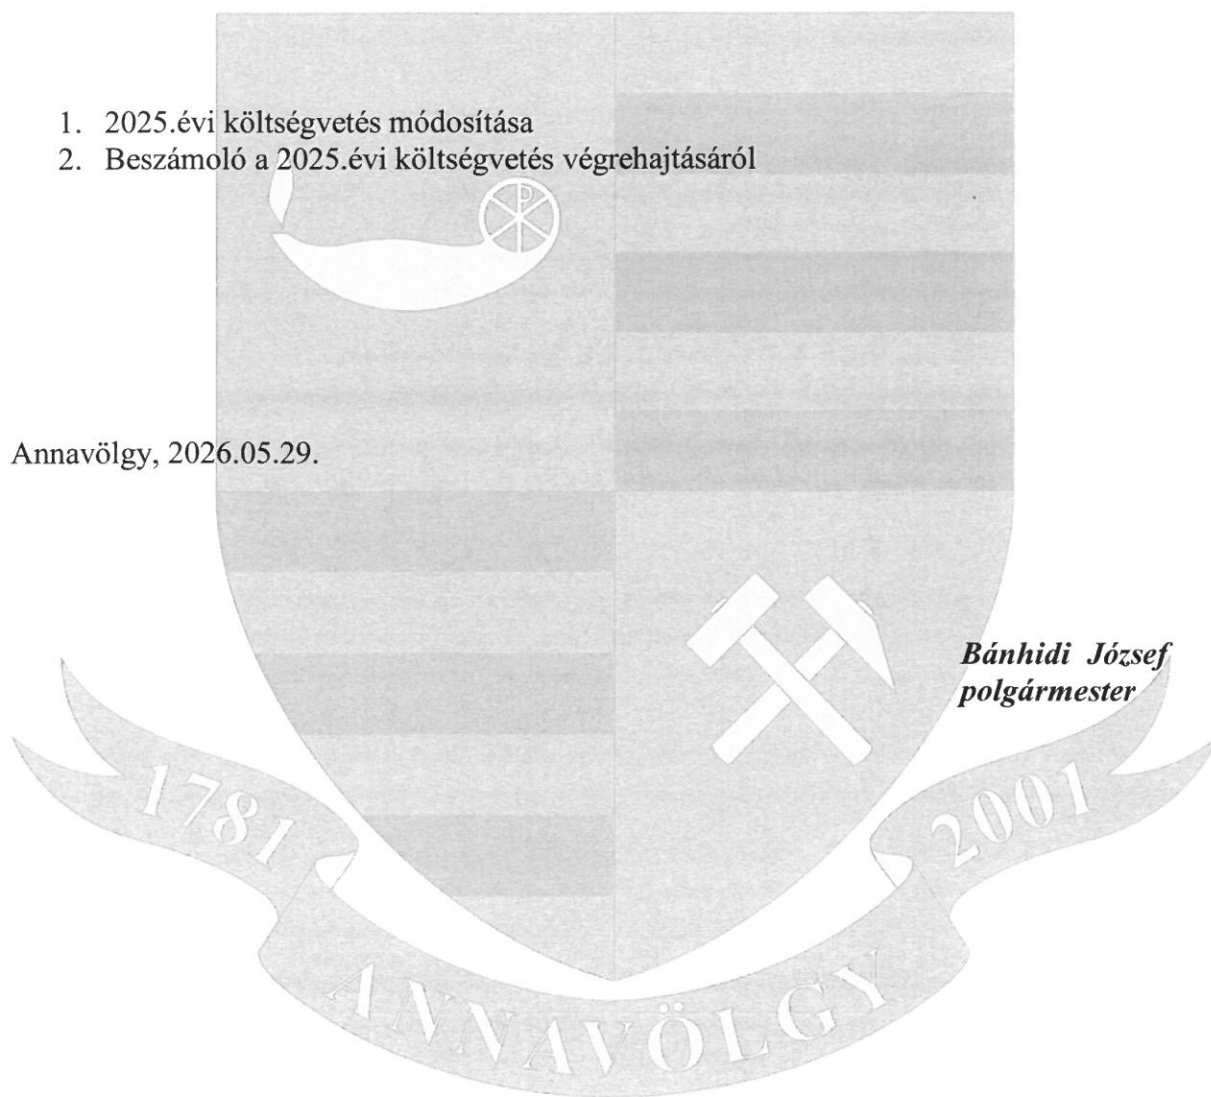 1. 2025.évi költségvetés módosítása
2. Beszámoló a 2025.évi költségvetés végrehajtásáról
Annavölgy, 2026.05.29.
Bánhidi József
polgármester
1781
2001
ANNAVÖLGY